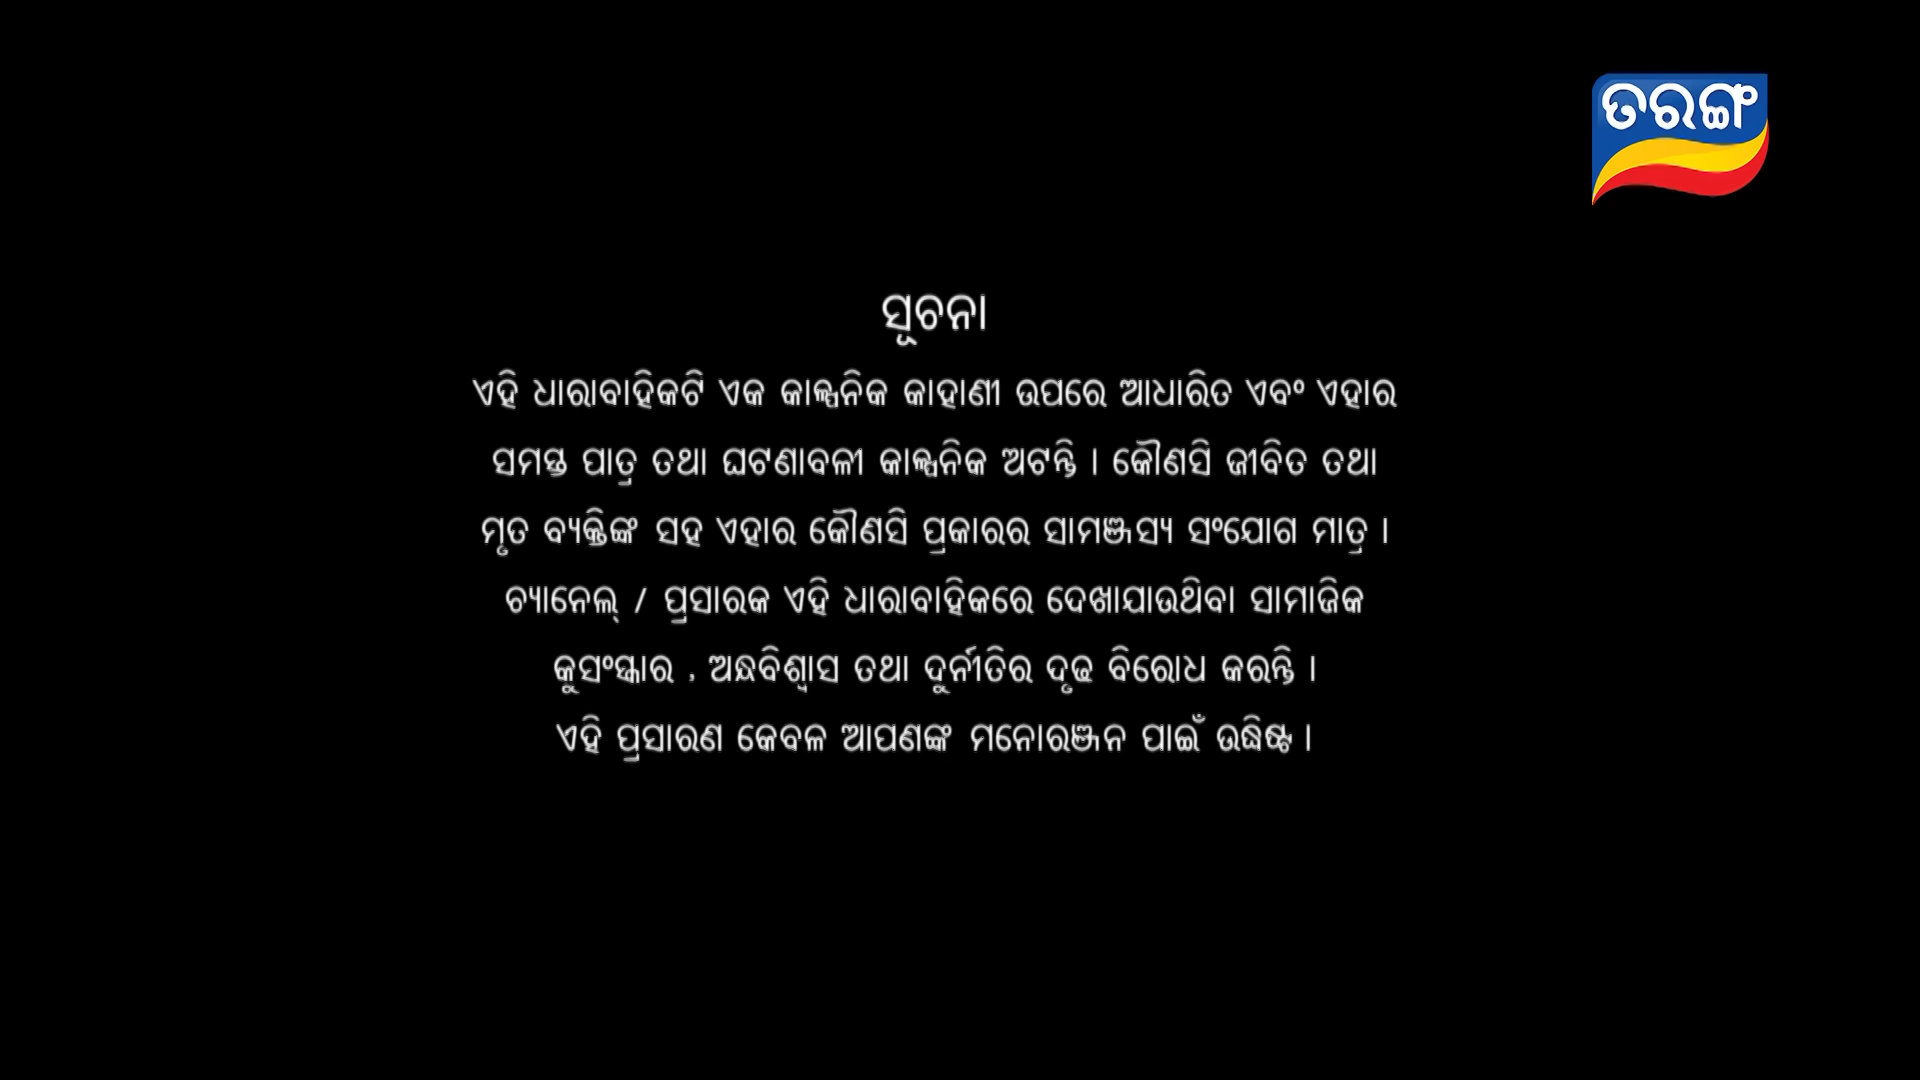 ତରଙ୍ଗ
ସୂଚନା
ଏହି ଧାରାବାହିକଟି ଏକ କାଳ୍ପନିକ କାହାଣୀ ଉପରେ ଆଧାରିତ ଏବଂ ଏହାର
ସମସ୍ତ ପାତ୍ର ତଥା ଘଟଣାବଳୀ କାଳ୍ପନିକ ଅଟନ୍ତି । କୌଣସି ଜୀବିତ ତଥା
ମୃତ ବ୍ୟକ୍ତିଙ୍କ ସହ ଏହାର କୌଣସି ପ୍ରକାରର ସାମଞ୍ଜସ୍ୟ ସଂଯୋଗ ମାତ୍ର ।
ଚ୍ୟାନେଲ୍ / ପ୍ରସାରକ ଏହି ଧାରାବାହିକରେ ଦେଖାଯାଉଥିବା ସାମାଜିକ
କୁସଂସ୍କାର , ଅନ୍ଧବିଶ୍ୱାସ ତଥା ଦୁର୍ନୀତିର ଦୃଢ ବିରୋଧ କରନ୍ତି ।
ଏହି ପ୍ରସାରଣ କେବଳ ଆପଣଙ୍କ ମନୋରଞ୍ଜନ ପାଇଁ ଉଦ୍ଧିଷ୍ଟ ।